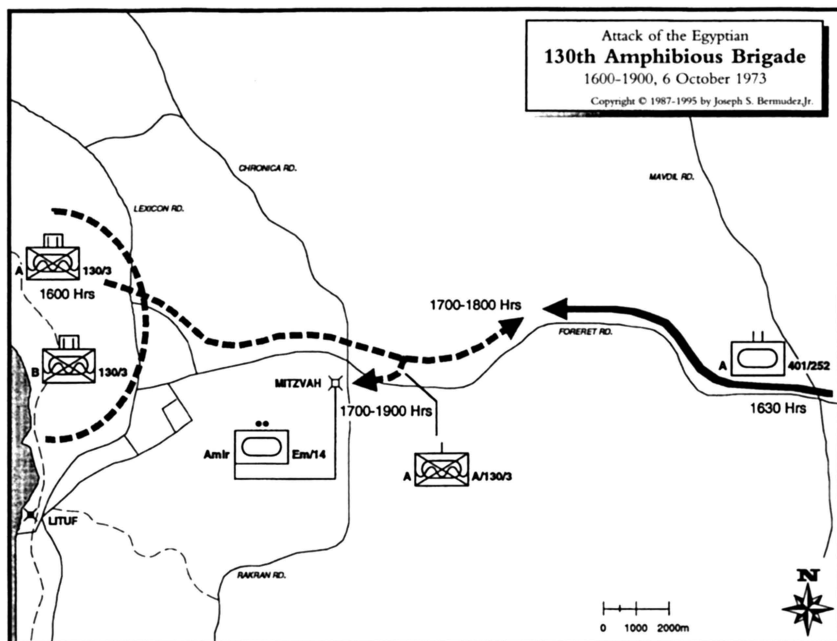 Attack of the Egyptian
130th Amphibious Brigade
1600-1900, 6 October 1973
Copyright © 1987-1995 by Joseph S. Bermudez,Jr.
CHRONICA RD.
MAVDIL RD.
LEXICON RD.
A 130/3
1600 Hrs
1700-1800 Hrs
FORERET RD.
B 130/3
A 401/252
MITZVAH
1700-1900 Hrs
1630 Hrs
Amir Em/14
A A/130/3
LITUF
RAKRAN RD.
N
0 1000 2000m